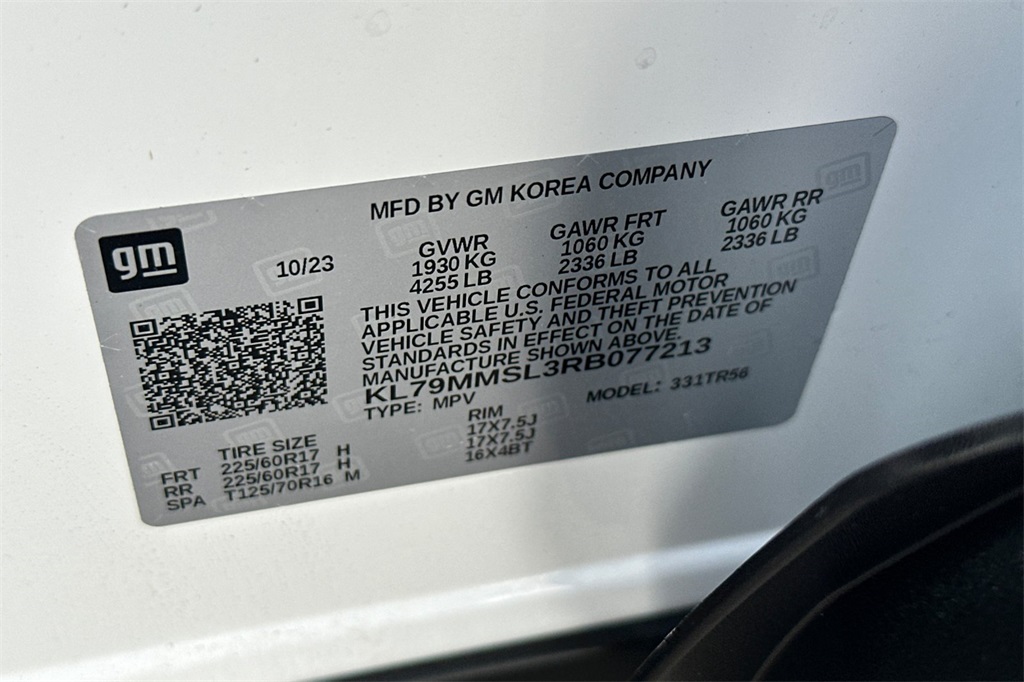 MFD BY GM KOREA COMPANY
gm
10/23
GVWR
1930 KG
4255 LB
GAWR FRT
1060 KG
2336 LB
GAWR RR
1060 KG
2336 LB
THIS VEHICLE CONFORMS TO ALL
APPLICABLE U.S. FEDERAL MOTOR
VEHICLE SAFETY AND THEFT PREVENTION
STANDARDS IN EFFECT ON THE DATE OF
MANUFACTURE SHOWN ABOVE.
KL79MMSL3RB077213
TYPE: MPV
MODEL: 331TR56
TIRE SIZE RIM
FRT 225/60R17 H 17X7.5J
RR 225/60R17 H 17X7.5J
SPA T125/70R16 M 16X4BT